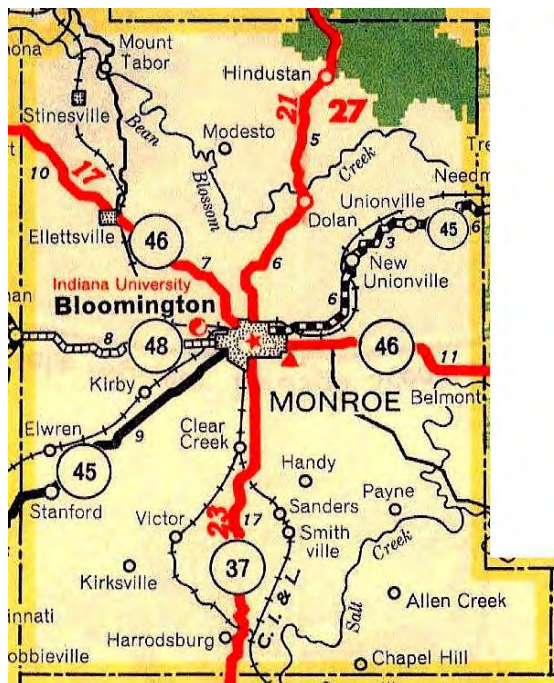 Mount
Tabor
Hindustan
Stinesville
21
27
Bean
Modesto
5
Blossom
Creek
10
17
Dolan
Unionville
45
6
3
Ellettsville
46
7
6
New
Unionville
6
Indiana University
Bloomington
8
48
46
11
Kirby
MONROE
Belmont
9
Elwren
Clear
Creek
45
Handy
Payne
Stanford
Victor
23
17
Sanders
Smith
ville
Creek
37
Kirksville
C. I. & L
Salt
Allen Creek
Harrodsburg
obbieville
Chapel Hill